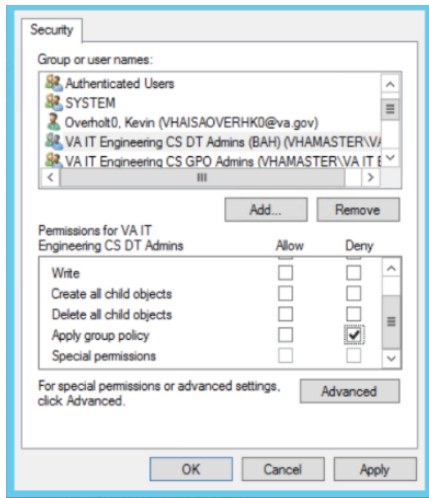 Security
Group or user names:
Authenticated Users
SYSTEM
Overholt0, Kevin (VHAISAOVERHK0@va.gov)
VA IT Engineering CS DT Admins (BAH) (VHAMASTER\VA
VA IT Engineering CS GPO Admins (VHAMASTER\VA IT E
Add... Remove
Permissions for VA IT
Engineering CS DT Admins Allow Deny
Write
Create all child objects
Delete all child objects
Apply group policy
Special permissions
For special permissions or advanced settings,
click Advanced.
Advanced
OK Cancel Apply